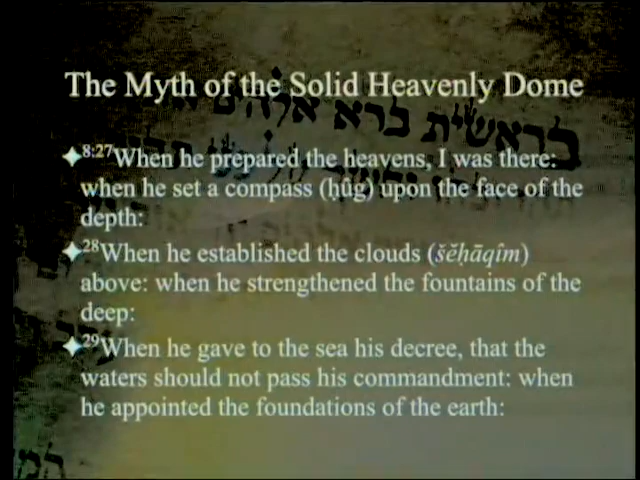 The Myth of the Solid Heavenly Dome
בראשית ברא אלהים
8:27When he prepared the heavens, I was there:
when he set a compass (ḥûg) upon the face of the
depth:
28When he established the clouds (šĕḥāqîm)
above: when he strengthened the fountains of the
deep:
29When he gave to the sea his decree, that the
waters should not pass his commandment: when
he appointed the foundations of the earth: